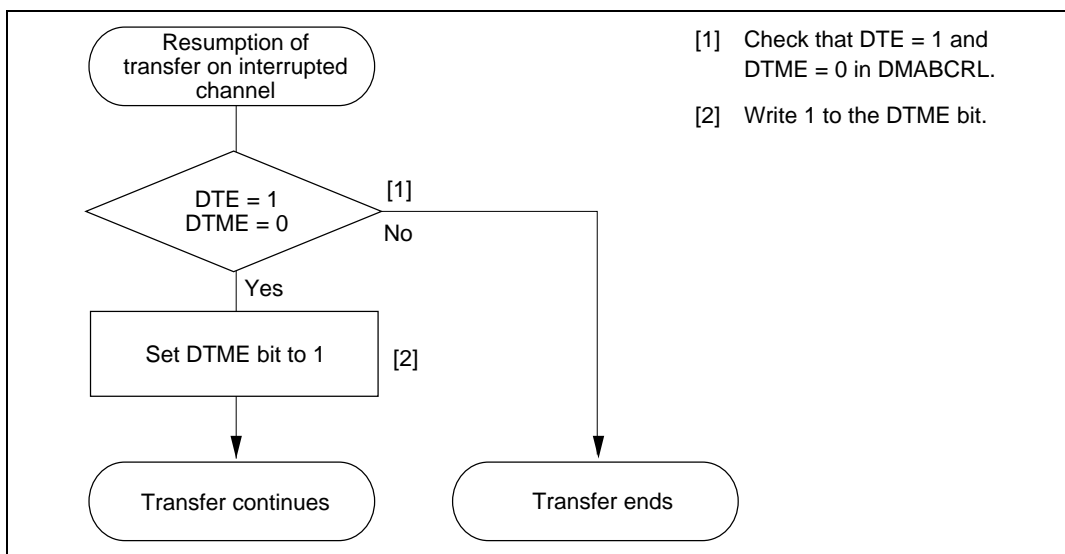 Resumption of
transfer on interrupted
channel
[1] Check that DTE = 1 and
DTME = 0 in DMABCRL.
[2] Write 1 to the DTME bit.
DTE = 1
DTME = 0
[1]
No
Yes
Set DTME bit to 1
[2]
Transfer continues
Transfer ends